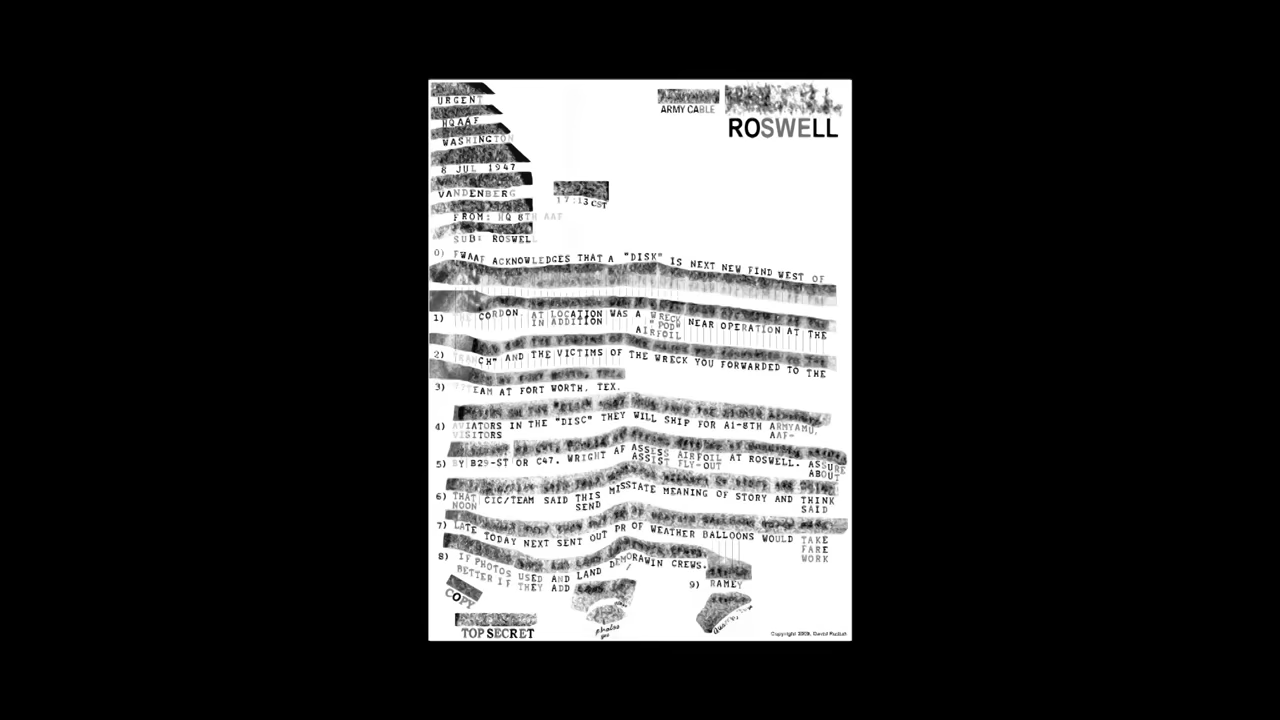 URGENT
ARMY CABLE
ROSWELL
HQAAF
WASHINGTON
8 JUL 1947
VANDENBERG
17:13 CST
FROM: HQ 8TH AAF
SUB: ROSWELL
0) FWAAF ACKNOWLEDGES THAT A "DISK" IS NEXT NEW FIND WEST OF
1) THE CORDON. AT LOCATION WAS A WRECK NEAR OPERATION AT THE
IN ADDITION "POD"
AIRFOIL
2) CH" AND THE VICTIMS OF THE WRECK YOU FORWARDED TO THE
3) TEAM AT FORT WORTH, TEX.
4) AVIATORS IN THE "DISC" THEY WILL SHIP FOR A1-8TH ARMYAMU,
VISITORS AAF-
5) BY B29-ST OR C47. WRIGHT AF ASSESS AIRFOIL AT ROSWELL. ASSURE
ASSIST FLY-OUT ABOUT
6) THAT CIC/TEAM SAID THIS MISSTATE MEANING OF STORY AND THINK
NOON SEND SAID
7) LATE TODAY NEXT SENT OUT PR OF WEATHER BALLOONS WOULD TAKE
FARE
WORK
8) IF PHOTOS USED AND LAND DEMORAWIN CREWS.
BETTER IF THEY ADD
9) RAMEY
COPY
TOP SECRET
Photos
Copyright David Rudiak